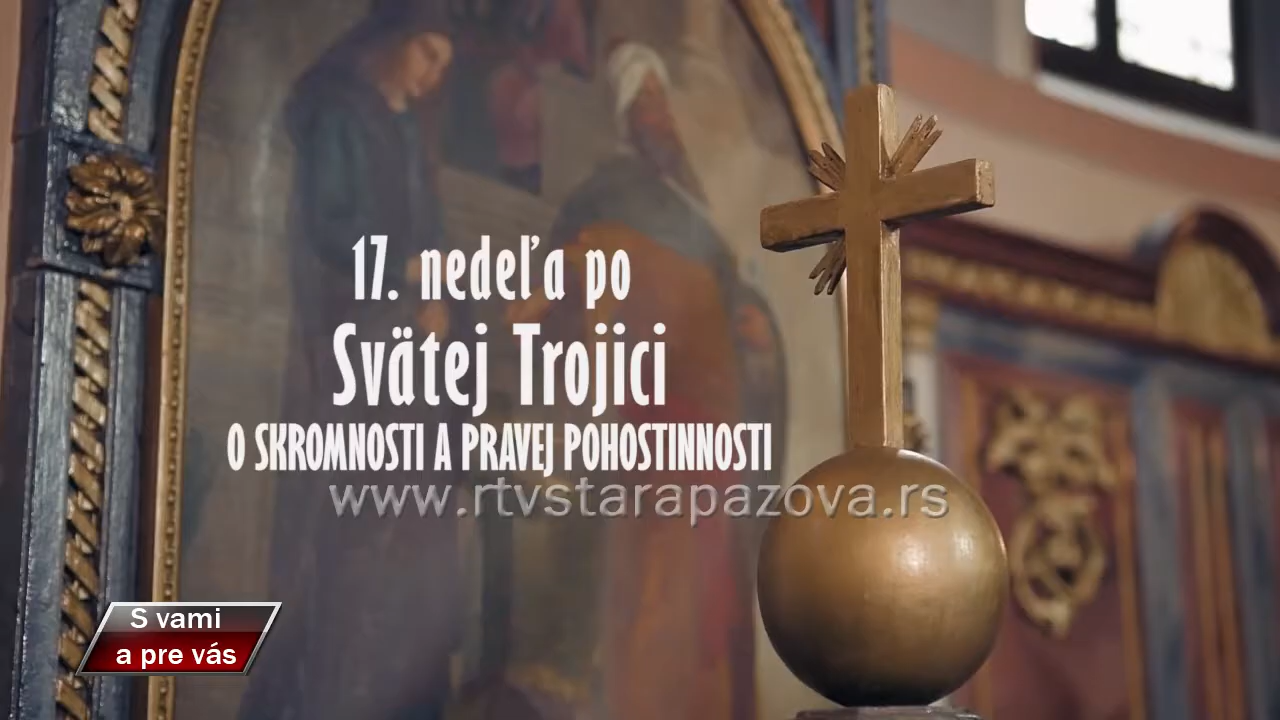 17. nedeľa po
Svätej Trojici
O SKROMNOSTI A PRAVEJ POHOSTINNOSTI
www.rtvstarapazova.rs
S vami
a pre vás